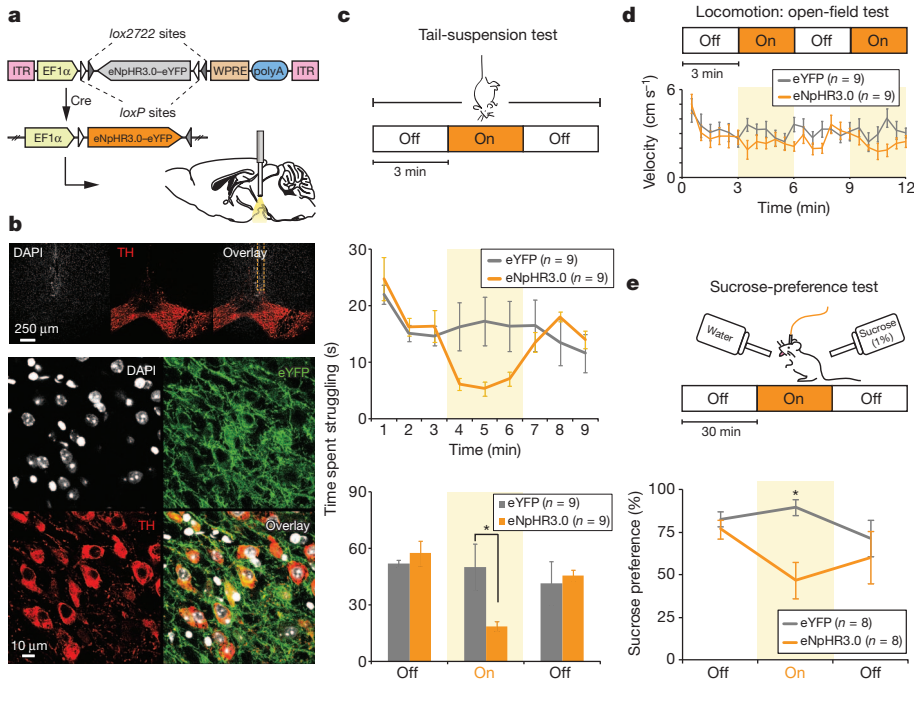 a
lox2722 sites
ITR
EF1α
eNpHR3.0–eYFP
WPRE
polyA
ITR
Cre
loxP sites
EF1α
eNpHR3.0–eYFP
b
DAPI
TH
Overlay
250 µm
DAPI
eYFP
TH
Overlay
10 µm
c
Tail-suspension test
Off
On
Off
3 min
Time spent struggling (s)
30
20
10
0
eYFP (n = 9)
eNpHR3.0 (n = 9)
1 2 3 4 5 6 7 8 9
Time (min)
90
60
30
0
eYFP (n = 9)
eNpHR3.0 (n = 9)
*
Off
On
Off
d
Locomotion: open-field test
Off
On
Off
On
3 min
eYFP (n = 9)
eNpHR3.0 (n = 9)
Velocity (cm s⁻¹)
6
3
0
0 3 6 9 12
Time (min)
e
Sucrose-preference test
Water
Sucrose
(1%)
Off
On
Off
30 min
Sucrose preference (%)
100
75
50
25
0
*
eYFP (n = 8)
eNpHR3.0 (n = 8)
Off
On
Off